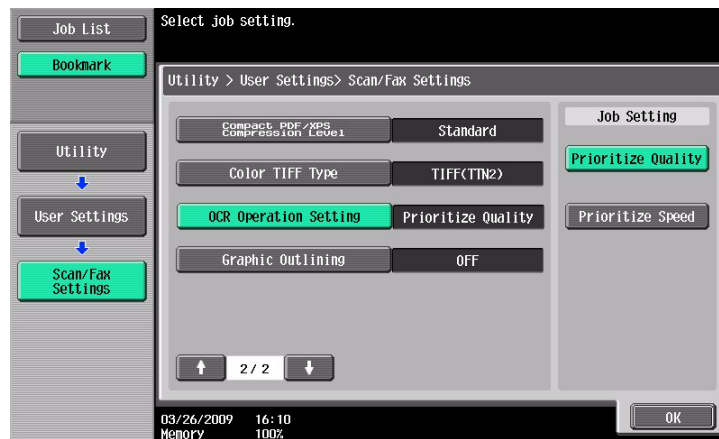 Job List
Bookmark
Utility
User Settings
Scan/Fax
Settings
Select job setting.
Utility > User Settings> Scan/Fax Settings
Compact PDF/XPS
Compression Level
Standard
Color TIFF Type
TIFF(TTN2)
OCR Operation Setting
Prioritize Quality
Graphic Outlining
OFF
2/ 2
Job Setting
Prioritize Quality
Prioritize Speed
03/26/2009 16:10
Memory 100%
OK